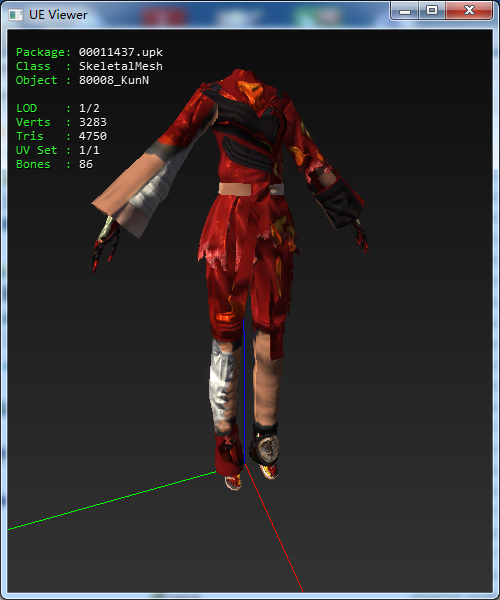 UE Viewer
Package: 00011437.upk
Class : SkeletalMesh
Object : 80008_KunN
LOD : 1/2
Verts : 3283
Tris : 4750
UV Set : 1/1
Bones : 86